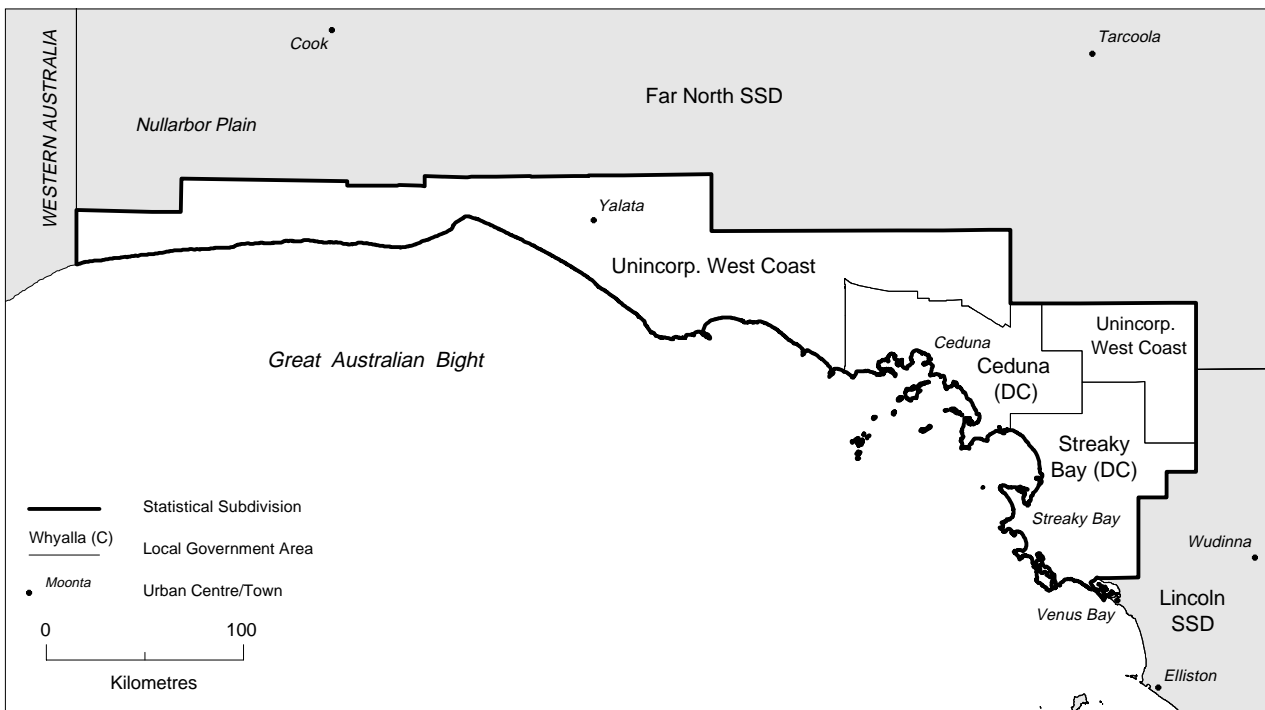 Cook
Tarcoola
WESTERN AUSTRALIA
Far North SSD
Nullarbor Plain
Yalata
Unincorp. West Coast
Unincorp.
West Coast
Ceduna
Great Australian Bight
Ceduna
(DC)
Streaky
Bay (DC)
Statistical Subdivision
Streaky Bay
Whyalla (C)
Local Government Area
Wudinna
Moonta
Urban Centre/Town
Lincoln
SSD
Venus Bay
0 100
Kilometres
Elliston